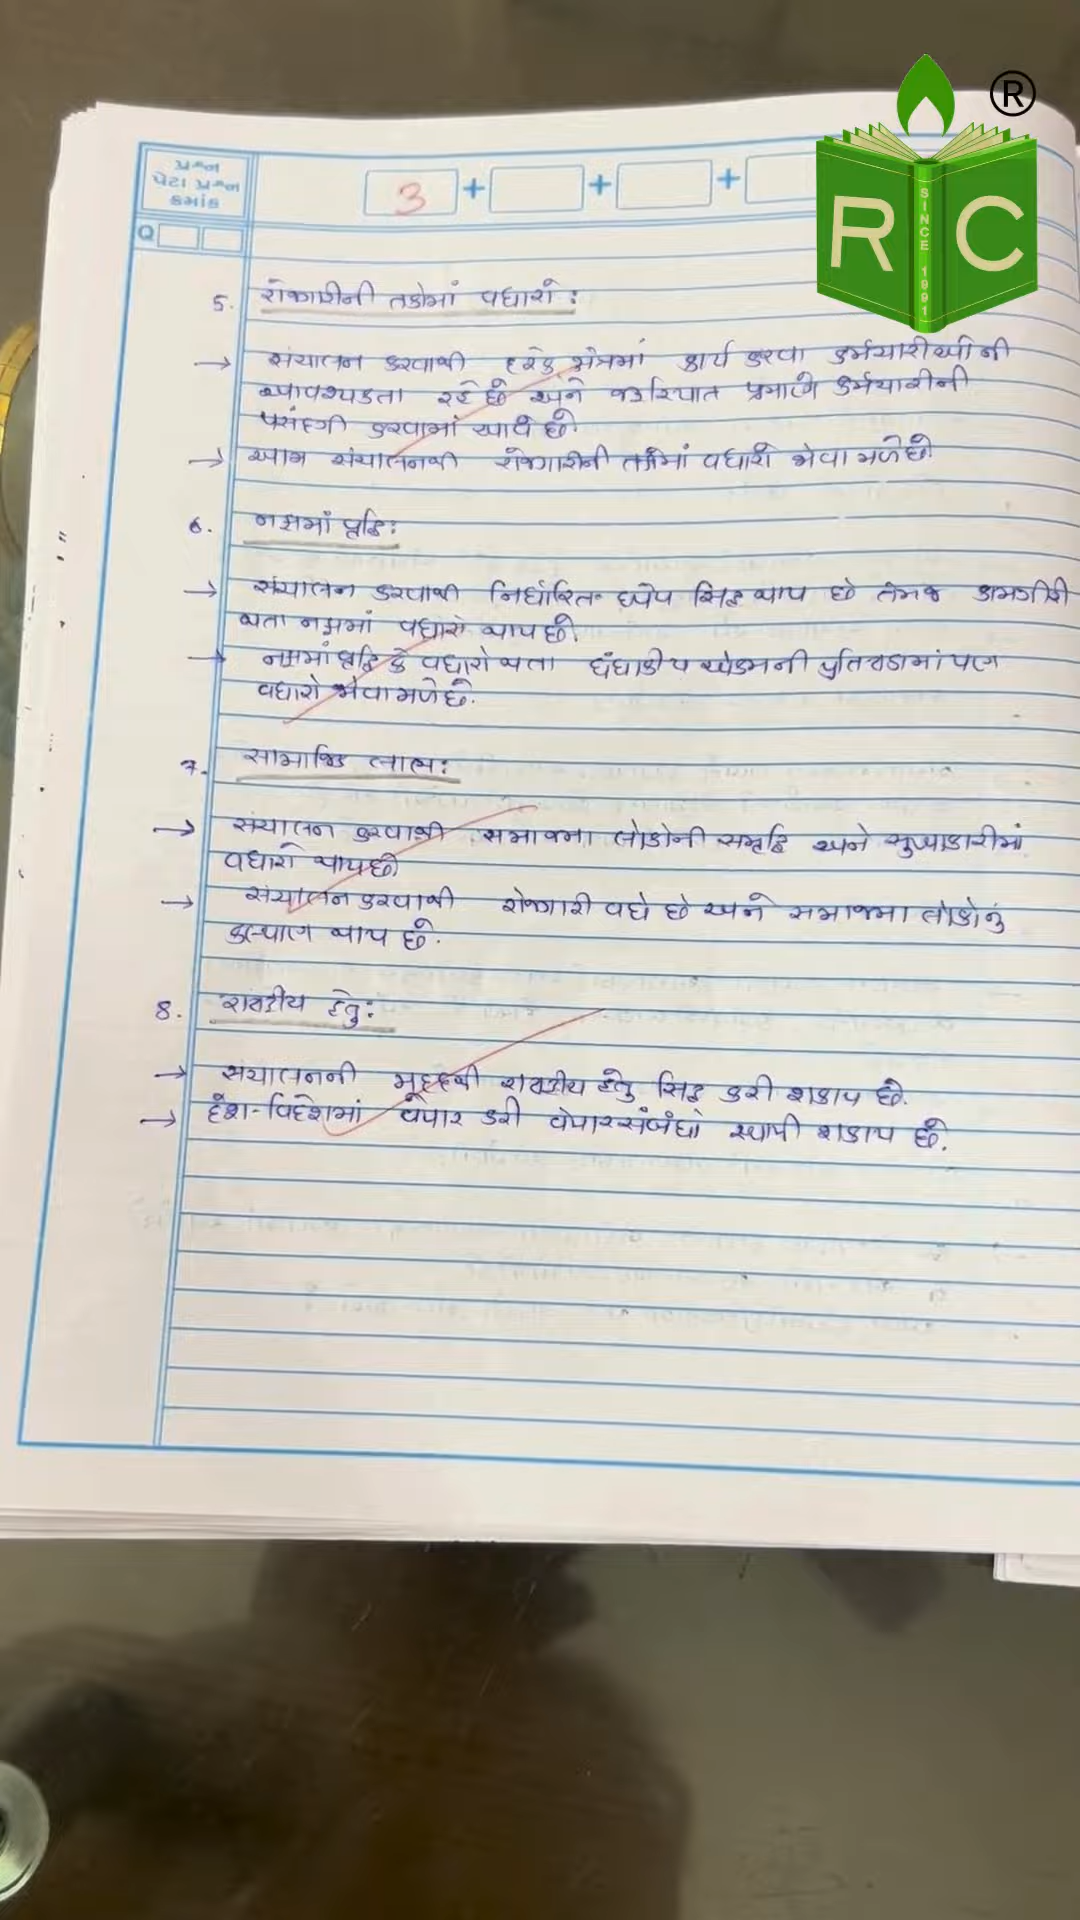 પ્રશ્ન
પેટા પ્રશ્ન
ક્રમાંક
3 + + +
Q
R SINCE 1991 C ®
5. રોજગારીની તકોમાં વધારો :
→ સંચાલન કરવાથી દરેક ક્ષેત્રમાં કાર્ય કરવા કર્મચારીઓની
આવશ્યકતા રહે છે અને જરૂરિયાત પ્રમાણે કર્મચારીની
પસંદગી કરવામાં આવે છે.
→ આમ સંચાલનથી રોજગારીની તકોમાં વધારો જોવા મળે છે
6. નફામાં વૃદ્ધિ :
→ સંચાલન કરવાથી નિર્ધારિત ધ્યેય સિદ્ધ થાય છે તેમજ કામગીરી
થતા નફામાં વધારો થાય છે.
→ નફામાં વૃદ્ધિ કે વધારો થતા ધંધાકીય એકમની પ્રતિષ્ઠામાં પણ
વધારો જોવા મળે છે.
7. સામાજિક લાભ :
→ સંચાલન કરવાથી સમાજમા લોકોની સમૃદ્ધિ અને સુખાકારીમાં
વધારો થાય છે
→ સંચાલન કરવાથી રોજગારી વધે છે અને સમાજમા લોકોનું
કલ્યાણ થાય છે.
8. રાષ્ટ્રીય હેતુ :
→ સંચાલનની મદદથી રાષ્ટ્રીય હેતુ સિદ્ધ કરી શકાય છે.
→ દેશ-વિદેશમાં વેપાર કરી વેપારસંબંધો સ્થાપી શકાય છે.